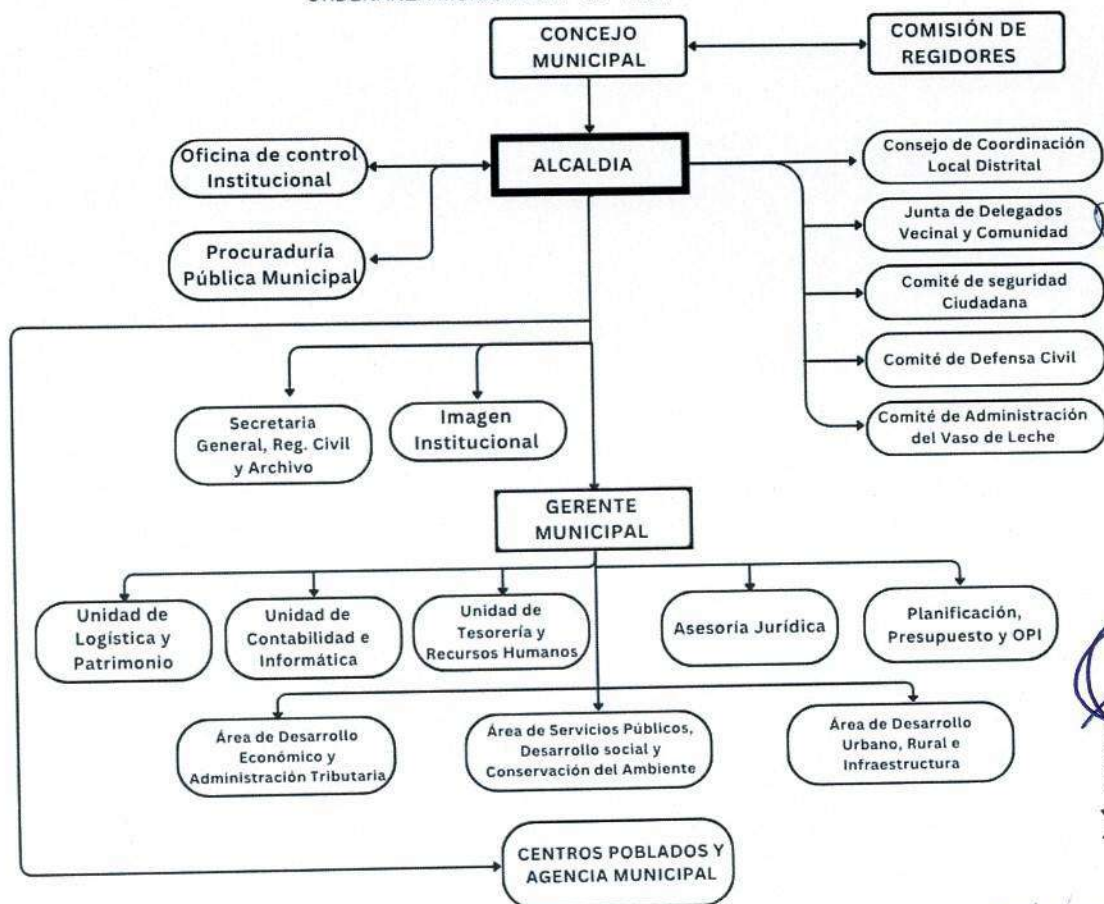 CONCEJO
MUNICIPAL
COMISIÓN DE
REGIDORES
Oficina de control
Institucional
ALCALDIA
Consejo de Coordinación
Local Distrital
Junta de Delegados
Vecinal y Comunidad
Procuraduría
Pública Municipal
Comité de seguridad
Ciudadana
Comité de Defensa Civil
Secretaria
General, Reg. Civil
y Archivo
Imagen
Institucional
Comité de Administración
del Vaso de Leche
GERENTE
MUNICIPAL
Unidad de
Logística y
Patrimonio
Unidad de
Contabilidad e
Informática
Unidad de
Tesorería y
Recursos Humanos
Asesoría Jurídica
Planificación,
Presupuesto y OPI
Área de Desarrollo
Económico y
Administración Tributaria
Área de Servicios Públicos,
Desarrollo social y
Conservación del Ambiente
Área de Desarrollo
Urbano, Rural e
Infraestructura
CENTROS POBLADOS Y
AGENCIA MUNICIPAL